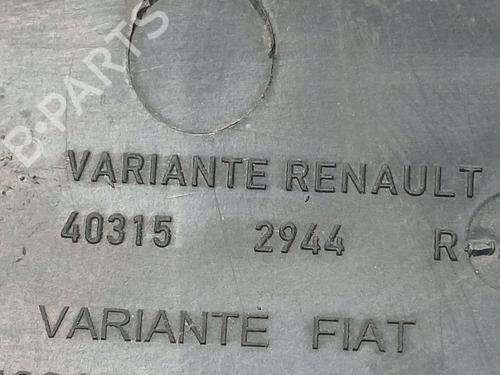 B-PARTS
VARIANTE RENAULT
40315 2944 R
VARIANTE FIAT